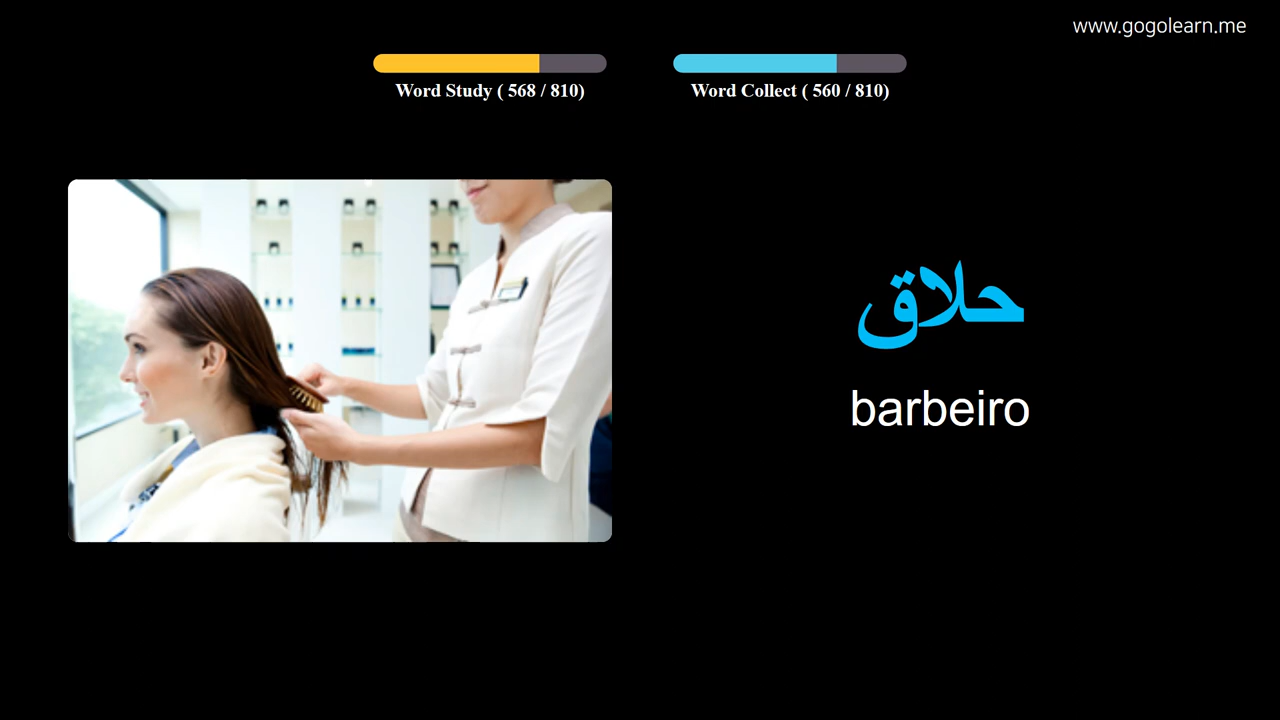 www.gogolearn.me
Word Study ( 568 / 810)
Word Collect ( 560 / 810)
حلاق
barbeiro